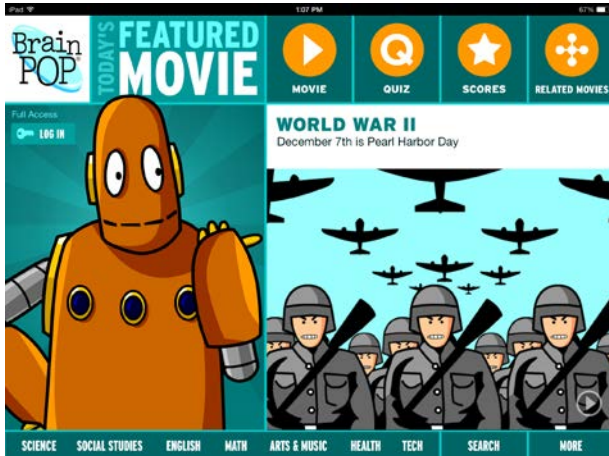 iPad
1:07 PM
67%
Brain
POP®
TODAY'S
FEATURED
MOVIE
MOVIE
QUIZ
SCORES
RELATED MOVIES
Full Access
LOG IN
WORLD WAR II
December 7th is Pearl Harbor Day
SCIENCE
SOCIAL STUDIES
ENGLISH
MATH
ARTS & MUSIC
HEALTH
TECH
SEARCH
MORE